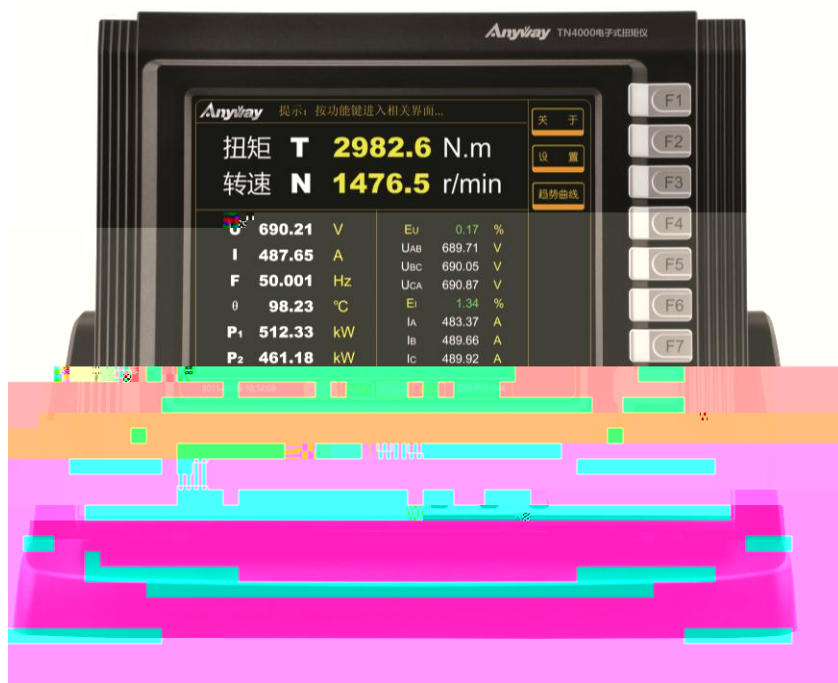 Anyway TN4000电子式扭矩仪
Anyway 提示：按功能键进入相关界面...
关 于
扭矩 T 2982.6 N.m
设 置
转速 N 1476.5 r/min
趋势曲线
F1
F2
F3
F4
F5
F6
F7
U 690.21 V
I 487.65 A
F 50.001 Hz
θ 98.23 ℃
P₁ 512.33 kW
P₂ 461.18 kW
EU 0.17 %
UAB 689.71 V
UBC 690.05 V
UCA 690.87 V
EI 1.34 %
IA 483.37 A
IB 489.66 A
IC 489.92 A